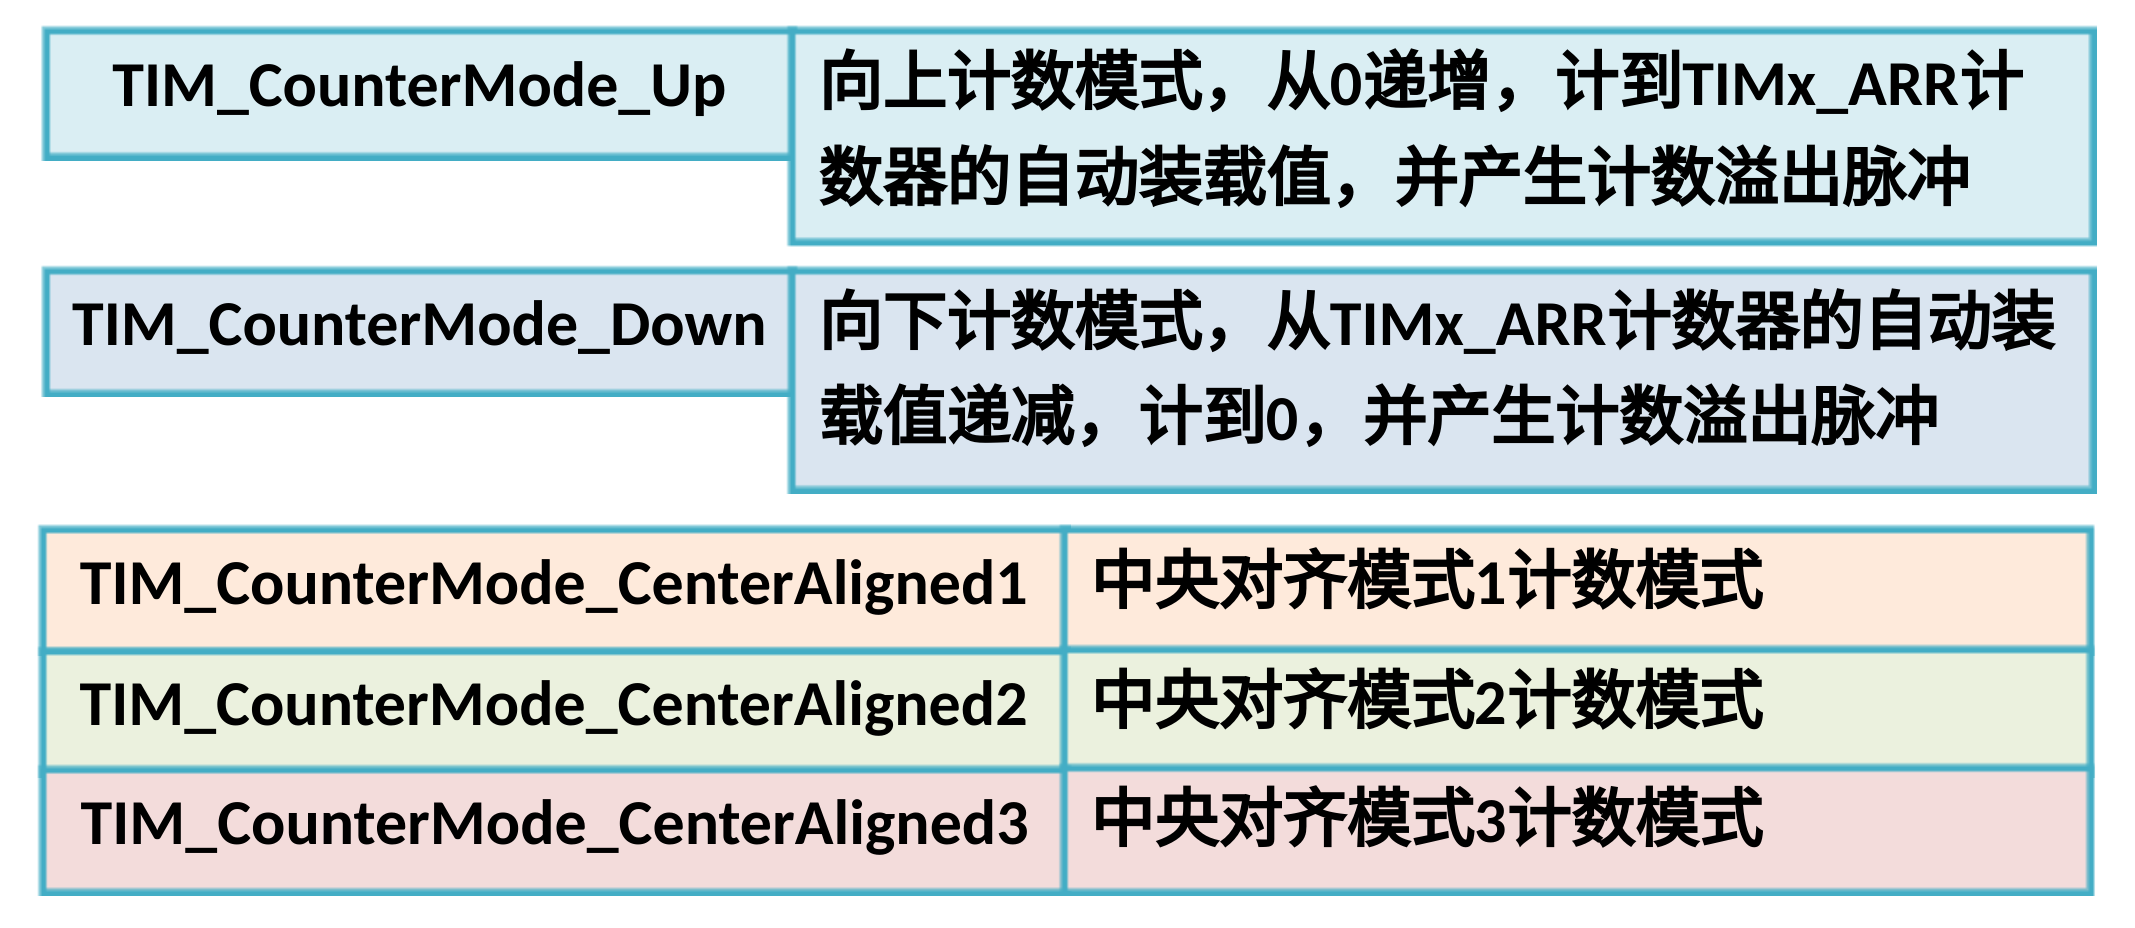 TIM_CounterMode_Up
向上计数模式，从0递增，计到TIMx_ARR计
数器的自动装载值，并产生计数溢出脉冲
TIM_CounterMode_Down
向下计数模式，从TIMx_ARR计数器的自动装
载值递减，计到0，并产生计数溢出脉冲
TIM_CounterMode_CenterAligned1
中央对齐模式1计数模式
TIM_CounterMode_CenterAligned2
中央对齐模式2计数模式
TIM_CounterMode_CenterAligned3
中央对齐模式3计数模式